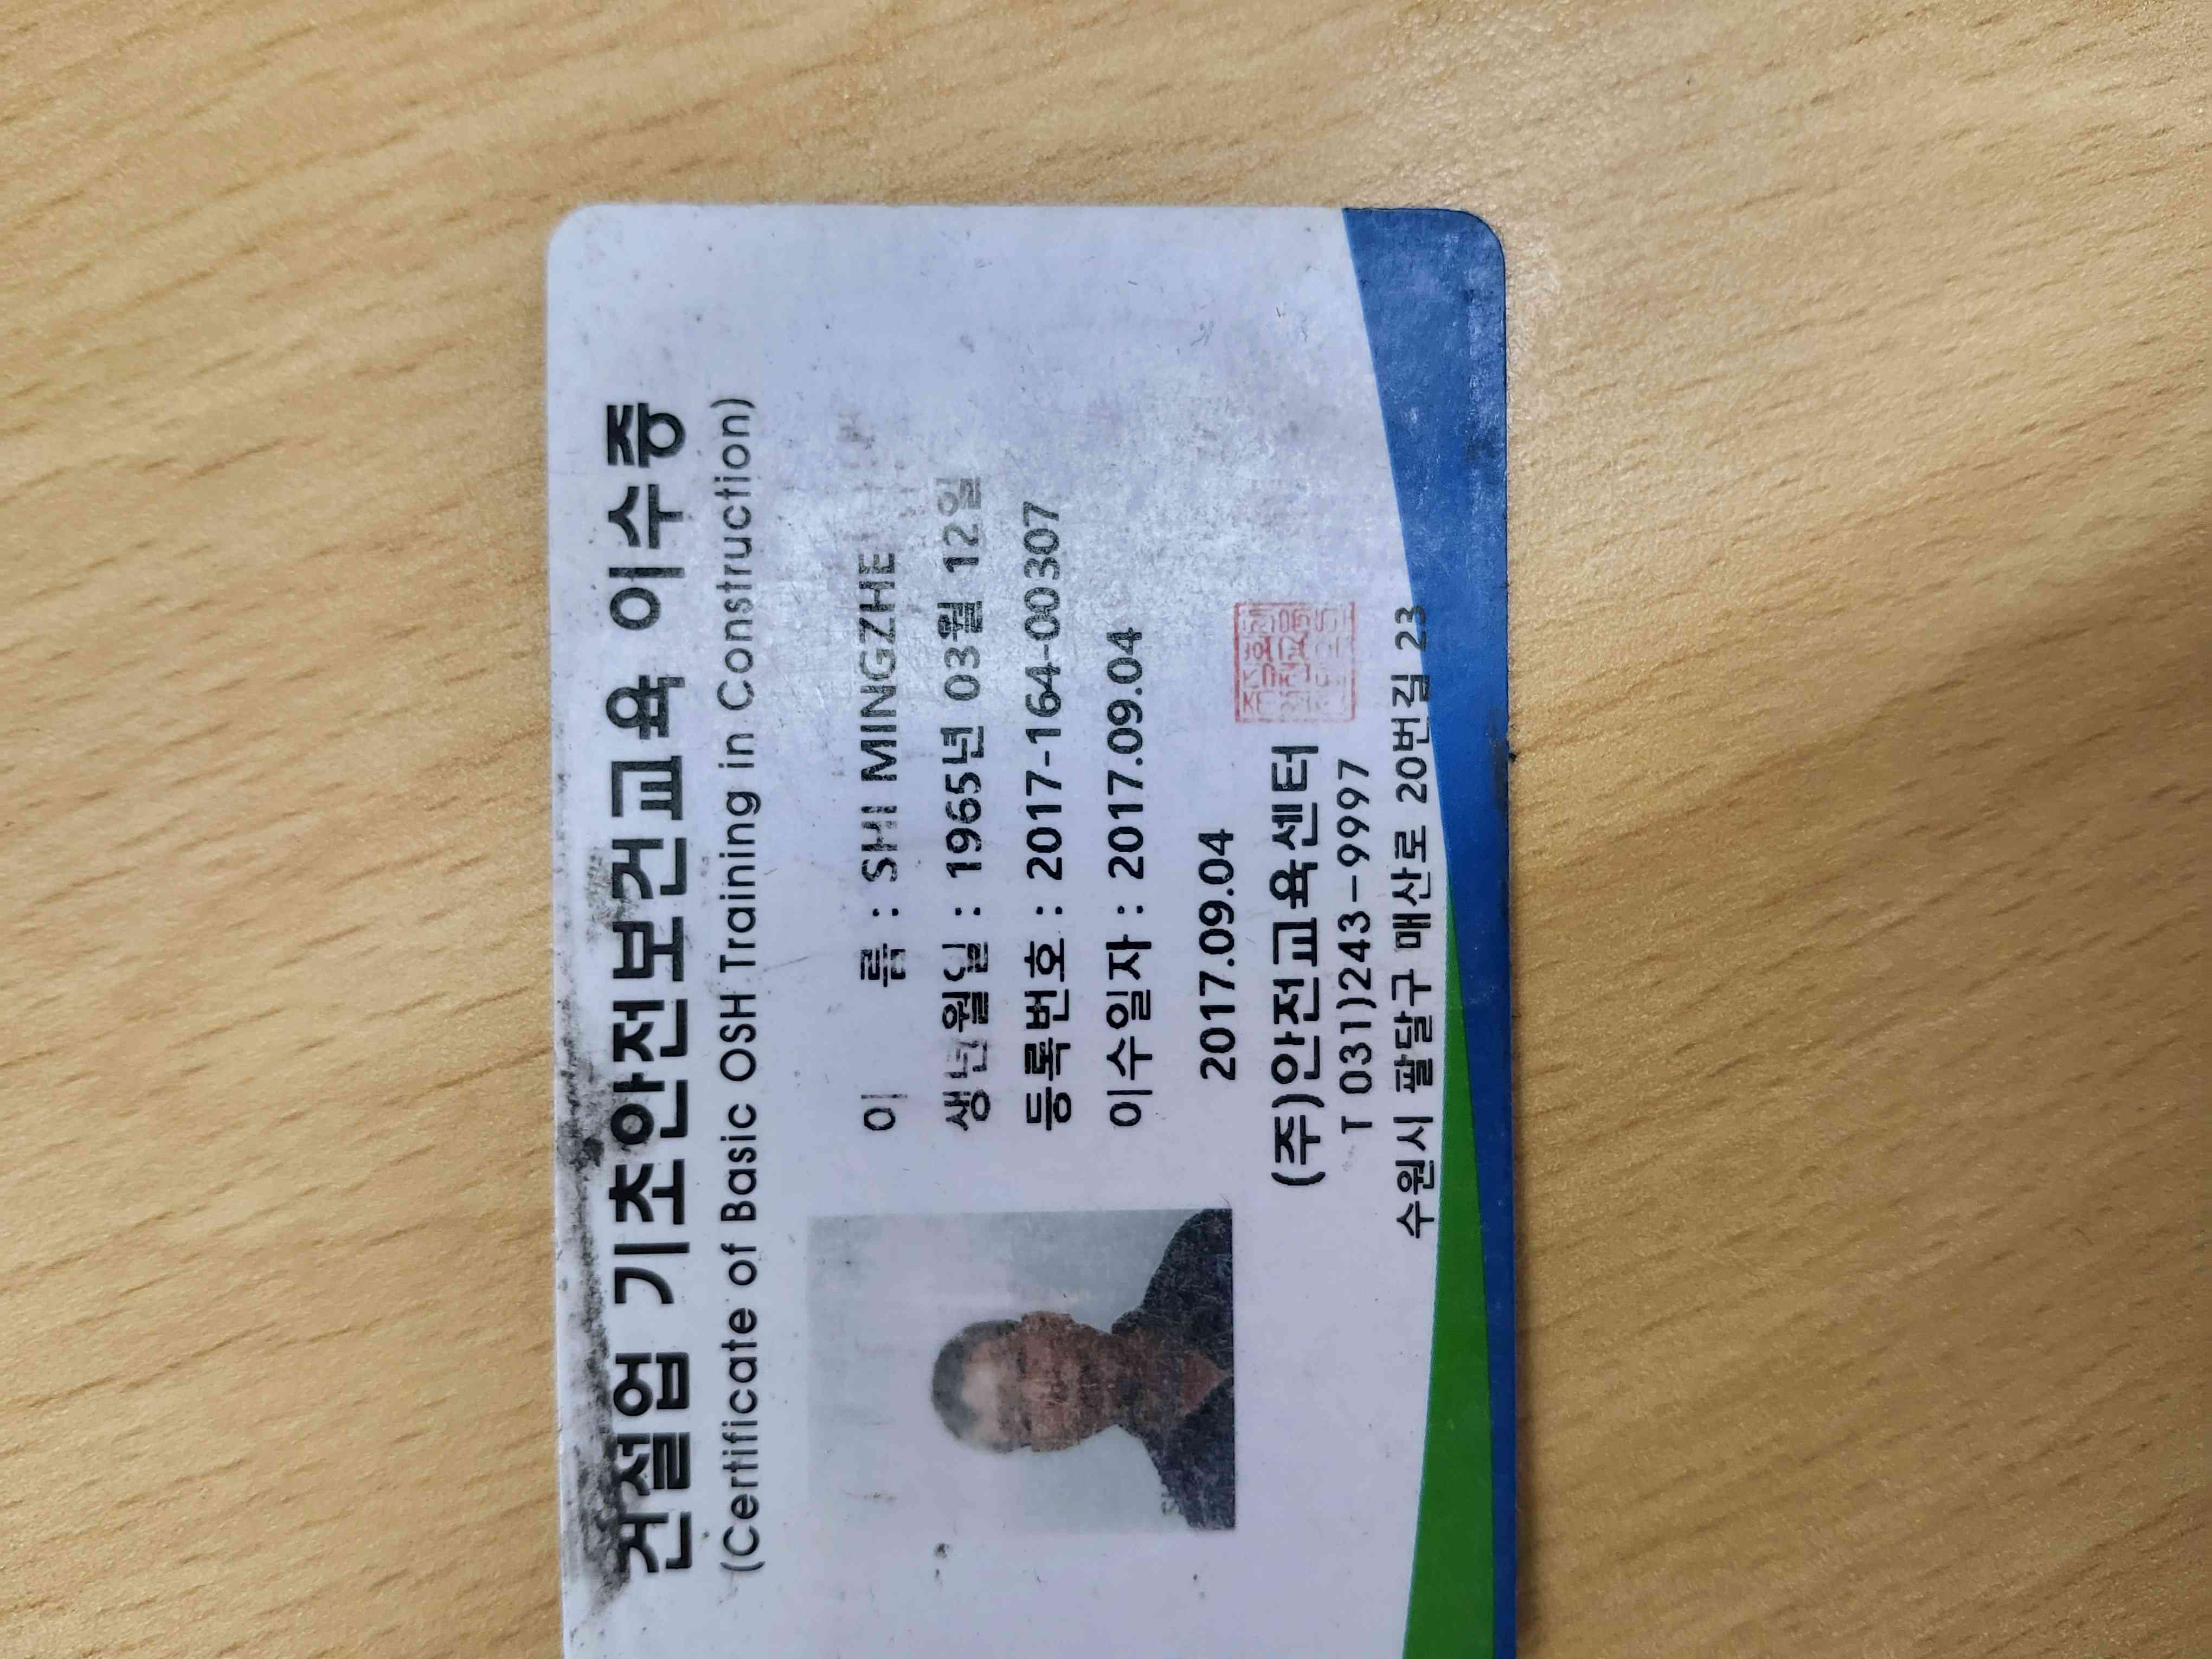 건설업 기초안전보건교육 이수증
(Certificate of Basic OSH Training in Construction)
이 름 : SHI MINGZHE
생년월일 : 1965년 03월 12일
등록번호 : 2017-164-00307
이수일자 : 2017.09.04
2017.09.04
(주)안전교육센터
T 031)243-9997
수원시 팔달구 매산로 20번길 23